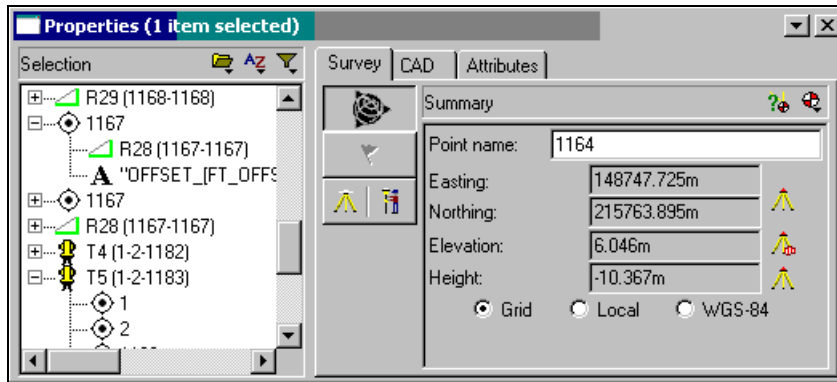 Properties (1 item selected)
Selection
R29 (1168-1168)
1167
R28 (1167-1167)
A "OFFSET_(FT_OFFS
1167
R28 (1167-1167)
T4 (1-2-1182)
T5 (1-2-1183)
1
2
Survey
CAD
Attributes
Summary
Point name: 1164
Easting: 148747.725m
Northing: 215763.895m
Elevation: 6.046m
Height: -10.367m
Grid Local WGS-84